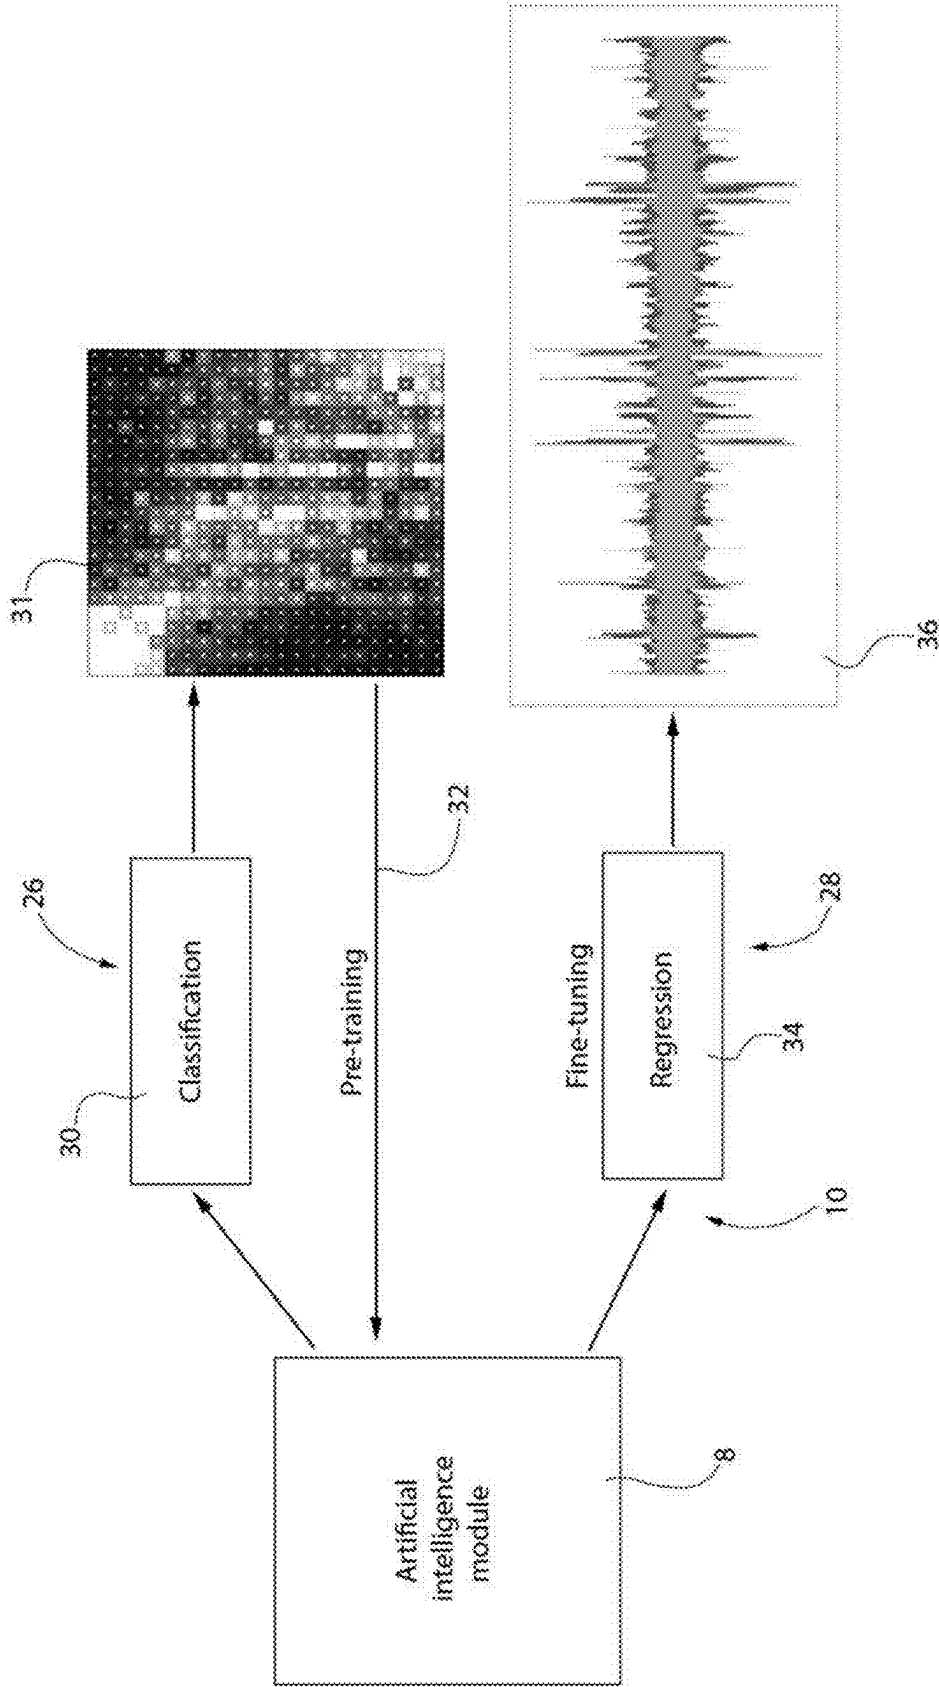 31
26
30
Classification
Pre-training
32
Artificial
intelligence
module
8
Fine-tuning
Regression
34
28
10
36